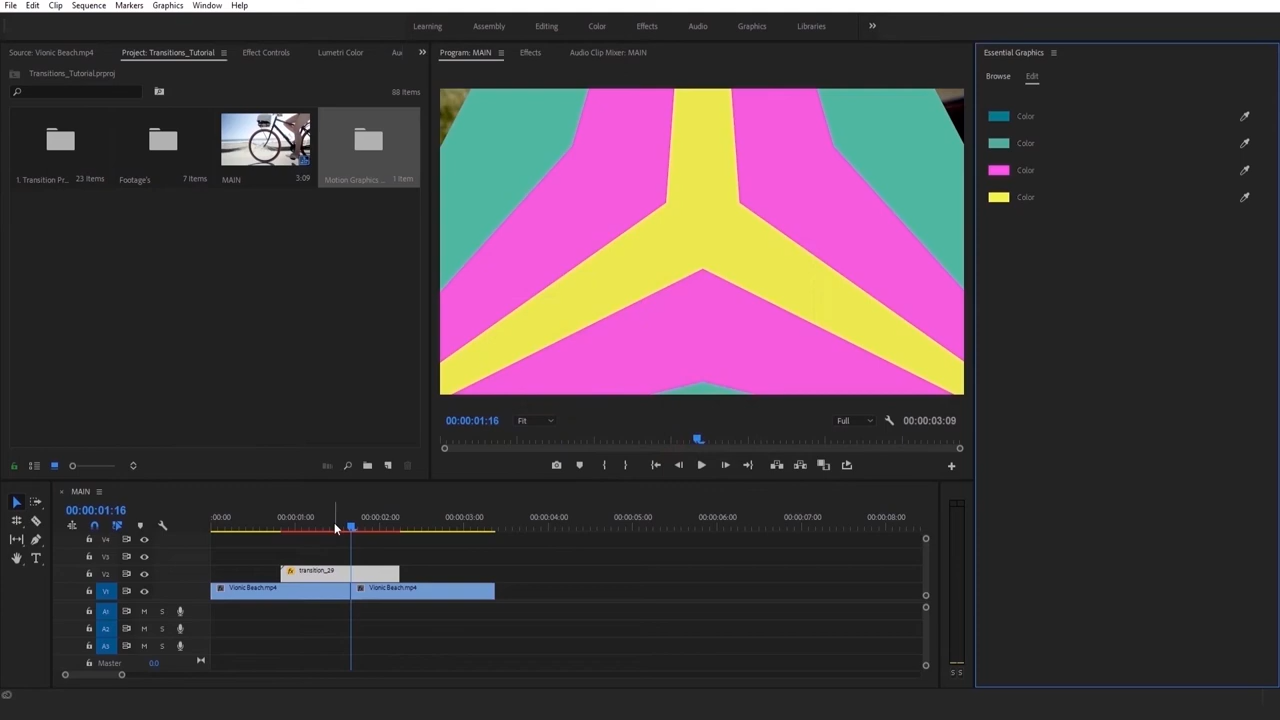 File Edit Clip Sequence Markers Graphics Window Help
Learning Assembly Editing Color Effects Audio Graphics Libraries
Source: Vionic Beach.mp4 Project: Transitions_Tutorial Effect Controls Lumetri Color
Program: MAIN Effects Audio Clip Mixer: MAIN
Essential Graphics
Transitions_Tutorial.prproj
88 Items
Browse Edit
Color
Color
Color
Color
1. Transition Pr... 23 Items Footage's 7 Items MAIN 3:09 Motion Graphics ... 1 Item
00:00:01:16 Fit Full 00:00:03:09
MAIN
00:00:01:16
:00:00 00:00:01:00 00:00:02:00 00:00:03:00 00:00:04:00 00:00:05:00 00:00:06:00 00:00:07:00 00:00:08:00
V4
V3
V2 fx transition_29
V1 Vionic Beach.mp4 Vionic Beach.mp4
A1 M S
A2 M S
A3 M S
Master 0.0
S S